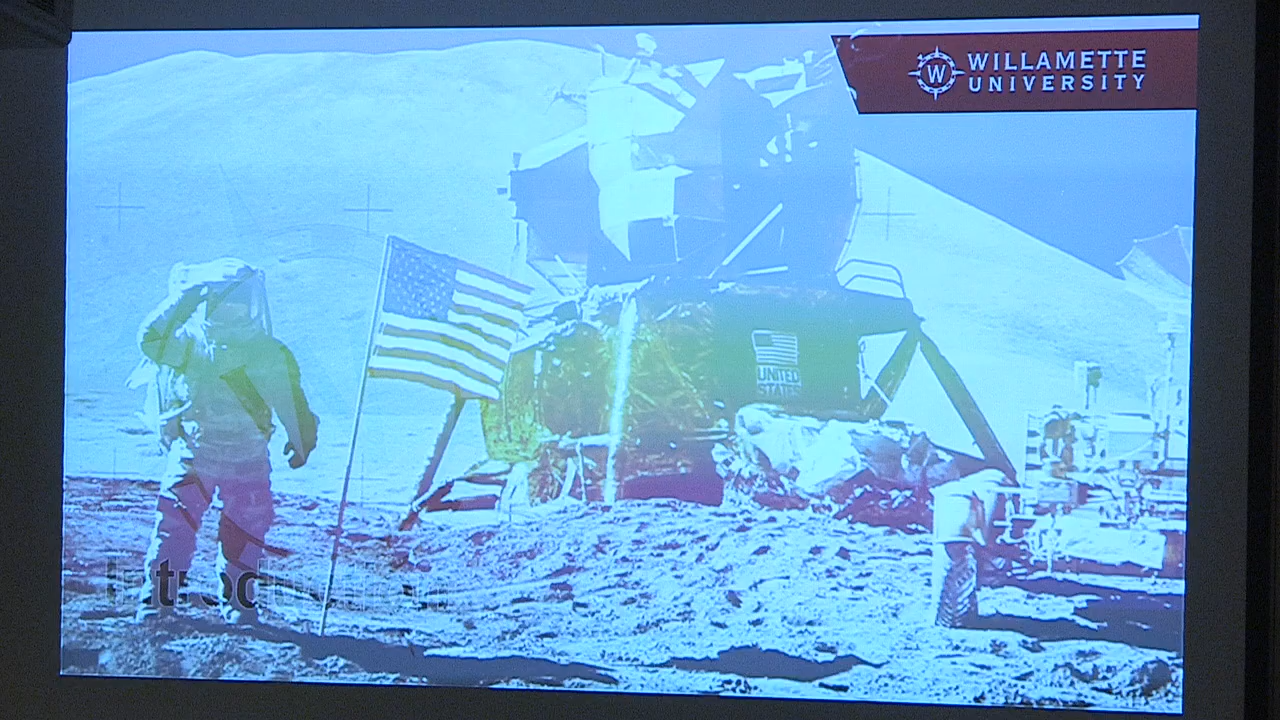 WILLAMETTE
UNIVERSITY
UNITED
STATES
Introduction